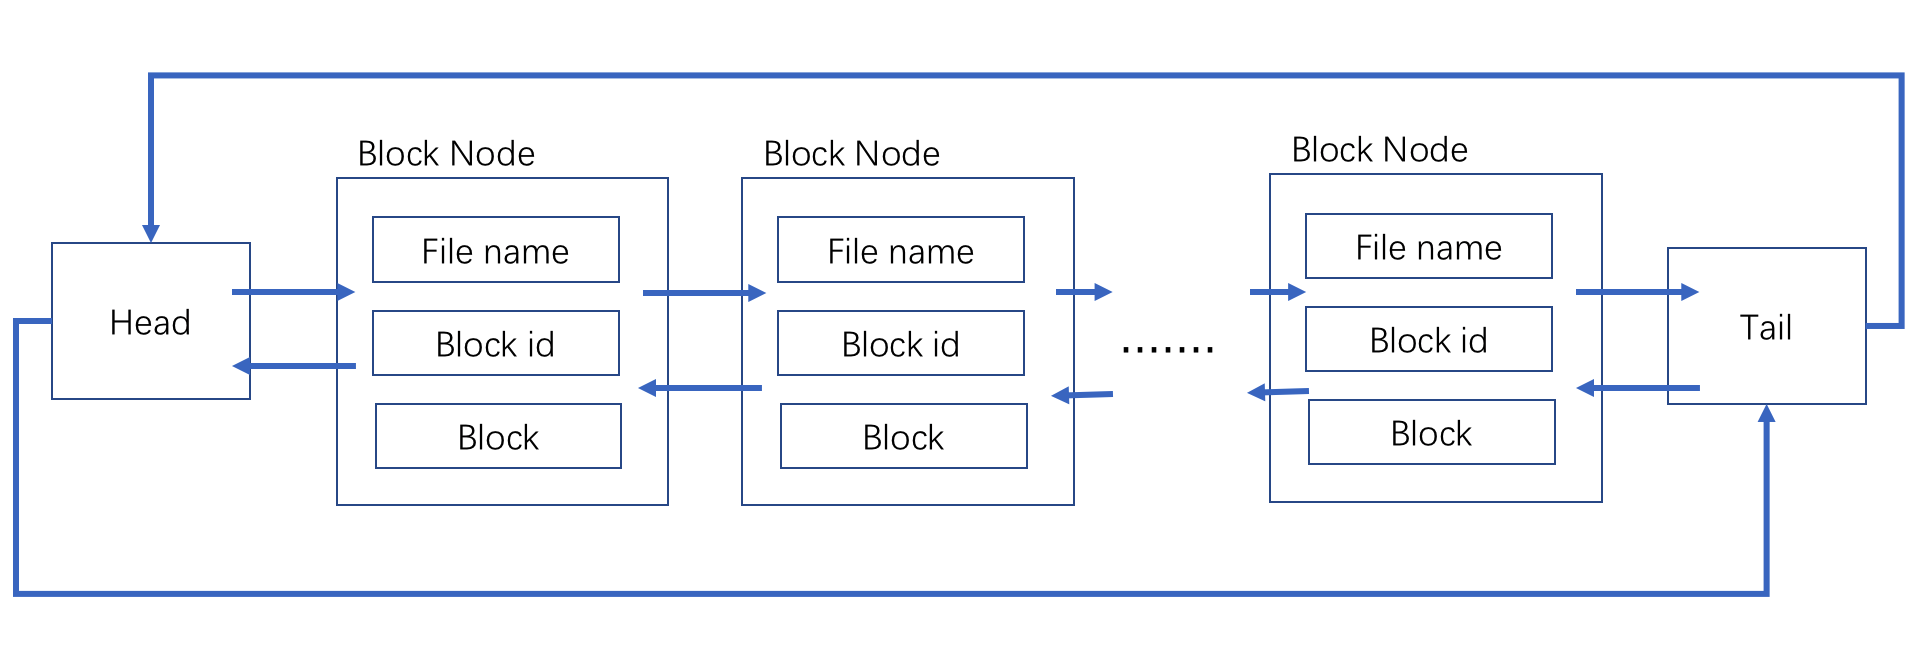 Block Node
Block Node
Block Node
File name
File name
File name
Head
Block id
Block id
.......
Block id
Tail
Block
Block
Block